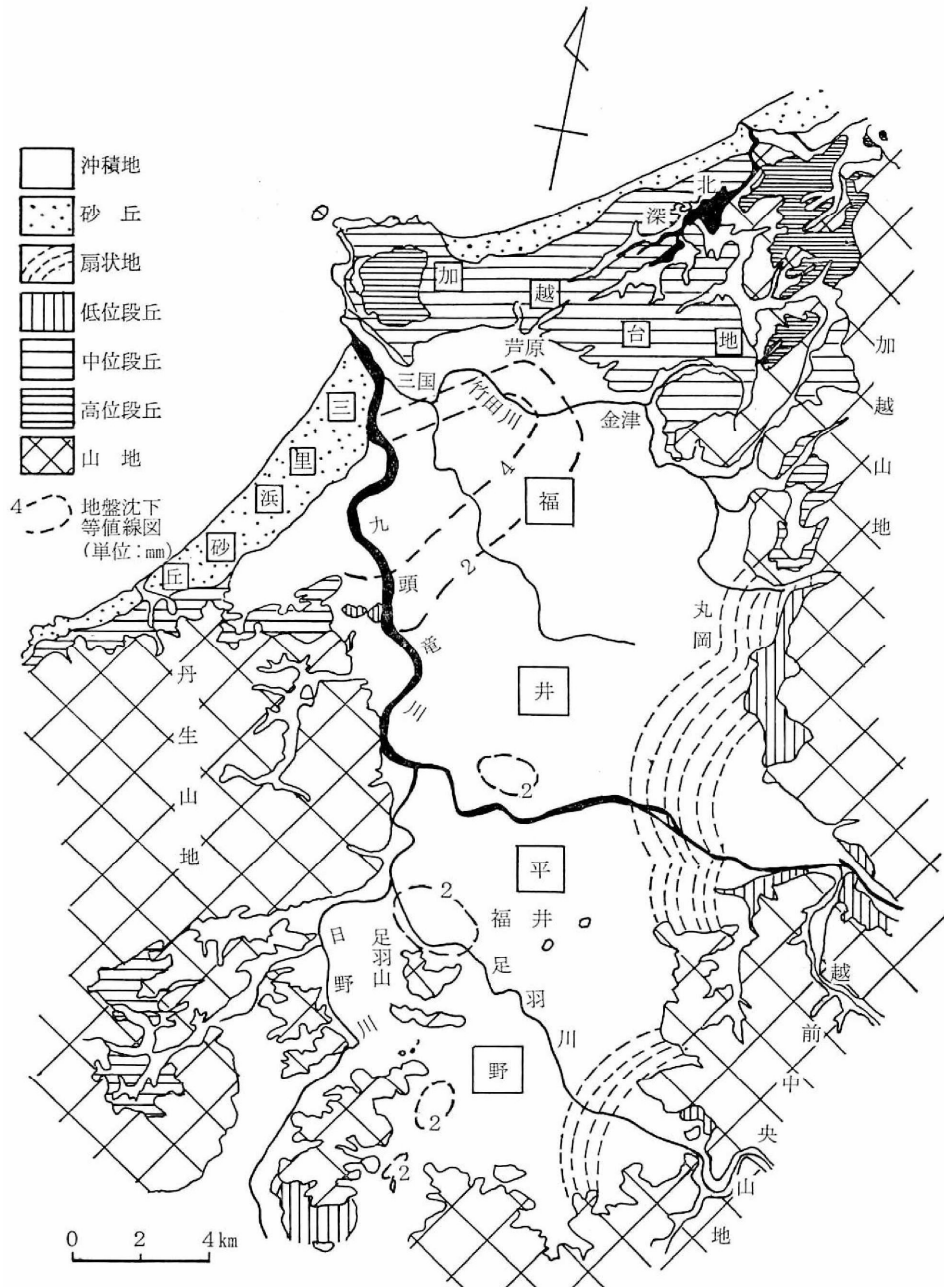 沖積地
砂丘
扇状地
低位段丘
中位段丘
高位段丘
山地
4 地盤沈下
等値線図
(単位:mm)
北
潟
加越台地
芦原
三国
竹田川
金津
加越山地
三里浜砂丘
4
2
九頭竜川
丸岡
丹生山地
福井平野
2
2
福井
足羽山
足羽川
日野川
越前中央山地
2
2
0 2 4km